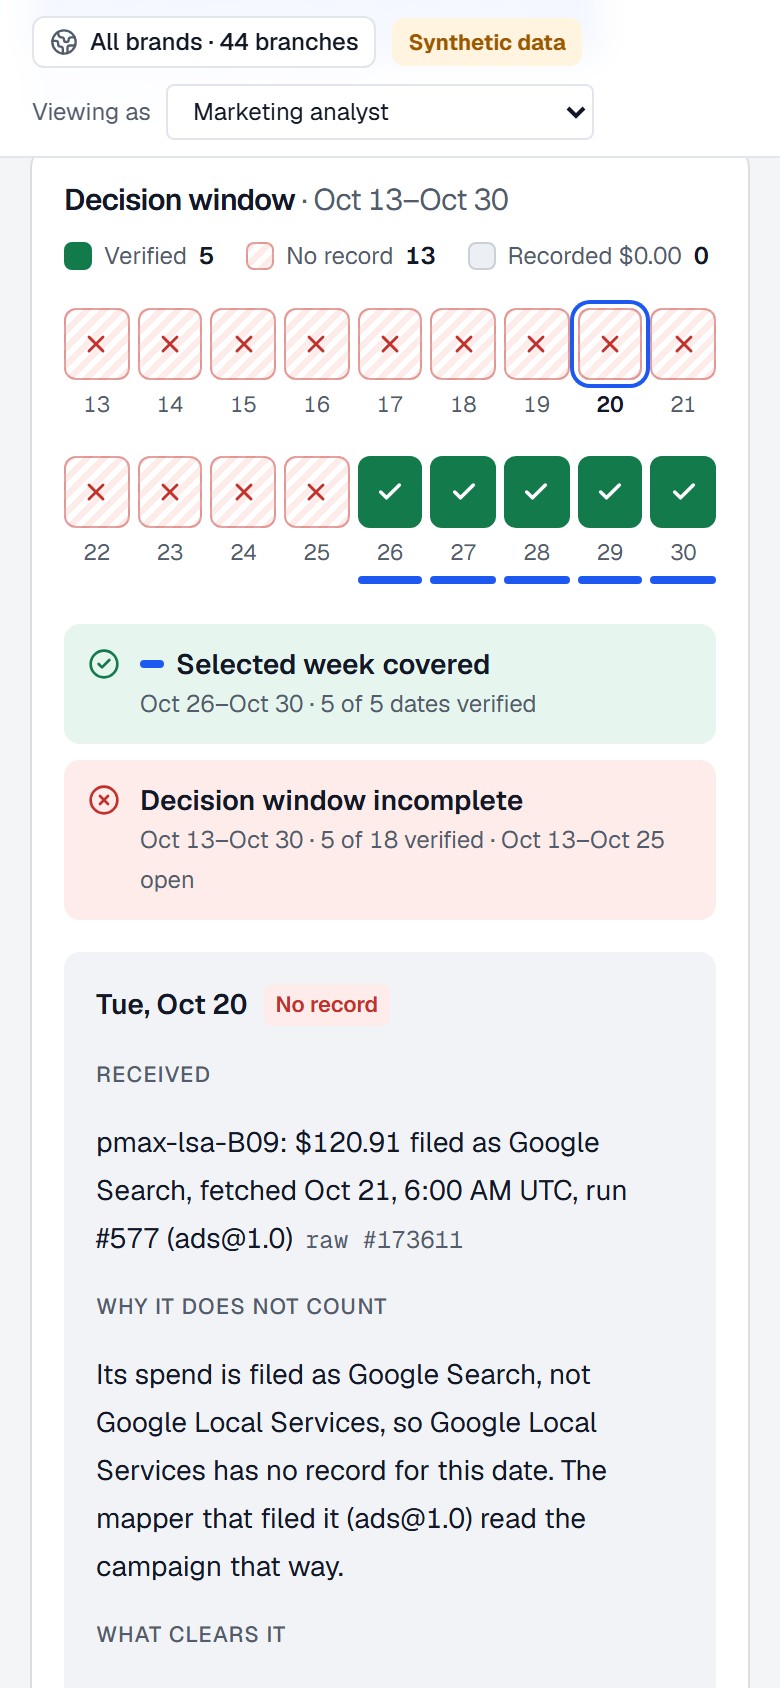 All brands · 44 branches
Synthetic data
Viewing as
Marketing analyst
Decision window · Oct 13–Oct 30
Verified 5
No record 13
Recorded $0.00 0
13 14 15 16 17 18 19 20 21
22 23 24 25 26 27 28 29 30
Selected week covered
Oct 26–Oct 30 · 5 of 5 dates verified
Decision window incomplete
Oct 13–Oct 30 · 5 of 18 verified · Oct 13–Oct 25
open
Tue, Oct 20 No record
RECEIVED
pmax-lsa-B09: $120.91 filed as Google
Search, fetched Oct 21, 6:00 AM UTC, run
#577 (ads@1.0) raw #173611
WHY IT DOES NOT COUNT
Its spend is filed as Google Search, not
Google Local Services, so Google Local
Services has no record for this date. The
mapper that filed it (ads@1.0) read the
campaign that way.
WHAT CLEARS IT